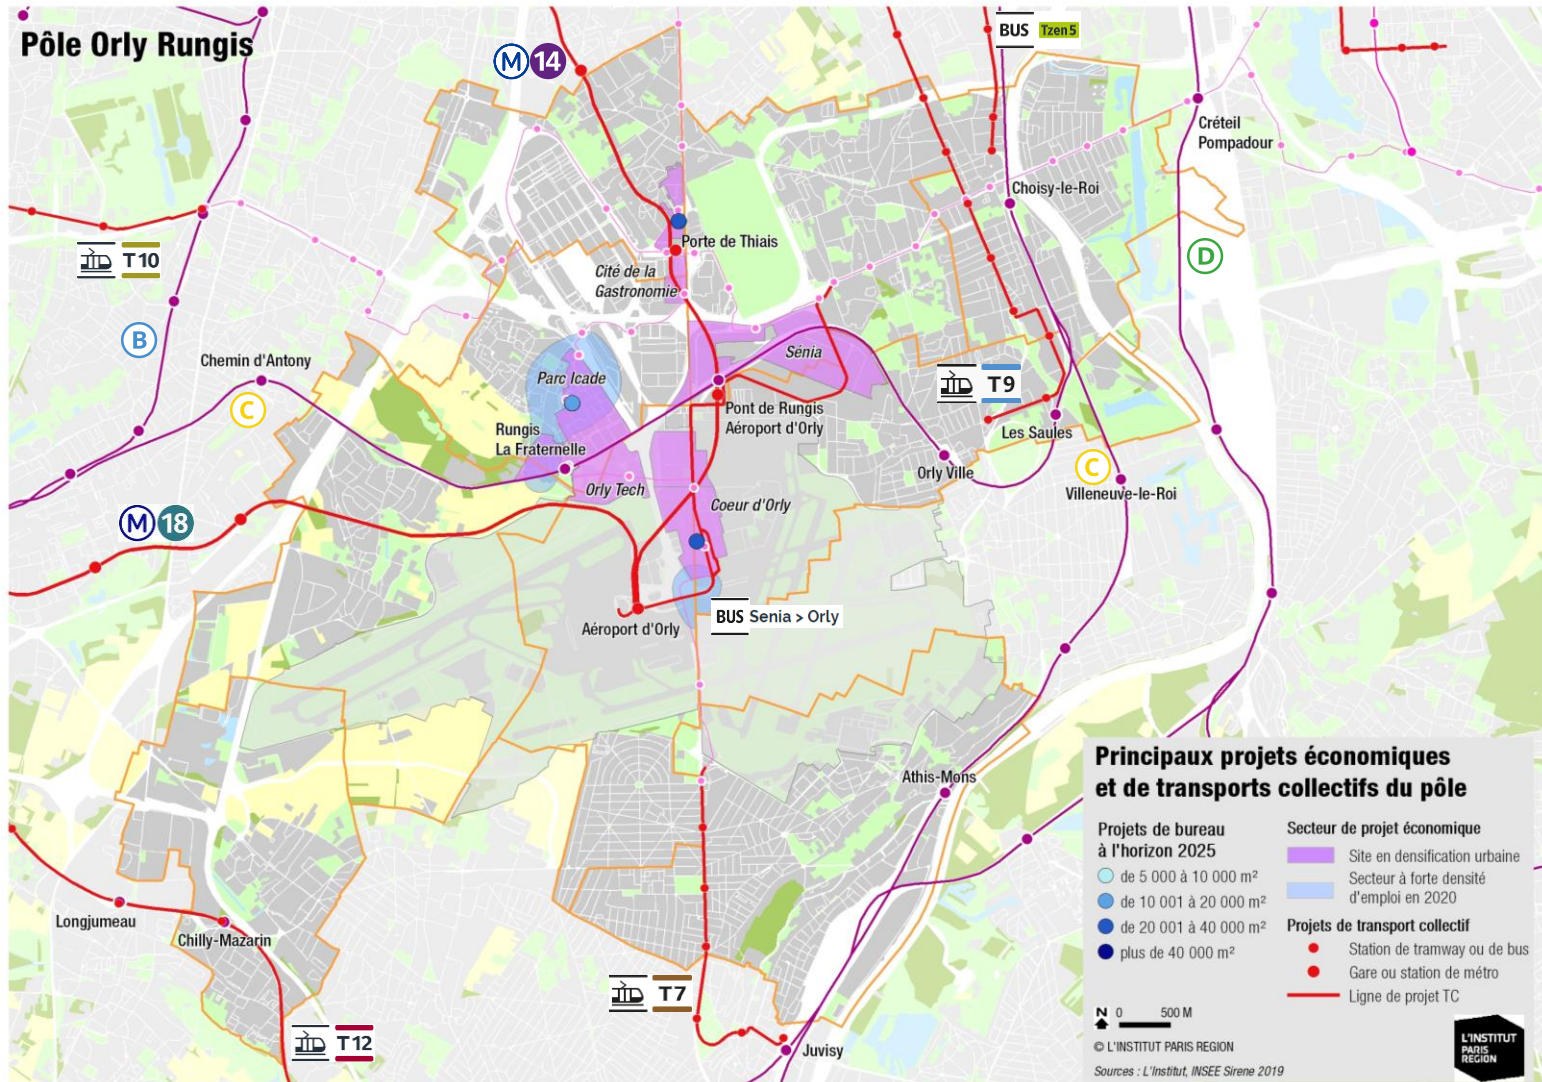 Pôle Orly Rungis
M 14
BUS Tzen 5
Créteil
Pompadour
Choisy-le-Roi
Porte de Thiais
T10
D
Cité de la
Gastronomie
B
Chemin d'Antony
Sénia
Parc Icade
T9
C
Pont de Rungis
Aéroport d'Orly
Rungis
La Fraternelle
Les Saules
Orly Ville
C
Villeneuve-le-Roi
Orly Tech
Coeur d'Orly
M 18
BUS Senia > Orly
Aéroport d'Orly
Athis-Mons
Longjumeau
Chilly-Mazarin
T7
T12
Juvisy
Principaux projets économiques
et de transports collectifs du pôle
Projets de bureau
à l'horizon 2025
de 5 000 à 10 000 m²
de 10 001 à 20 000 m²
de 20 001 à 40 000 m²
plus de 40 000 m²
Secteur de projet économique
Site en densification urbaine
Secteur à forte densité
d'emploi en 2020
Projets de transport collectif
Station de tramway ou de bus
Gare ou station de métro
Ligne de projet TC
N 0 500 M
© L'INSTITUT PARIS REGION
Sources : L'Institut, INSEE Sirene 2019
L'INSTITUT
PARIS
REGION